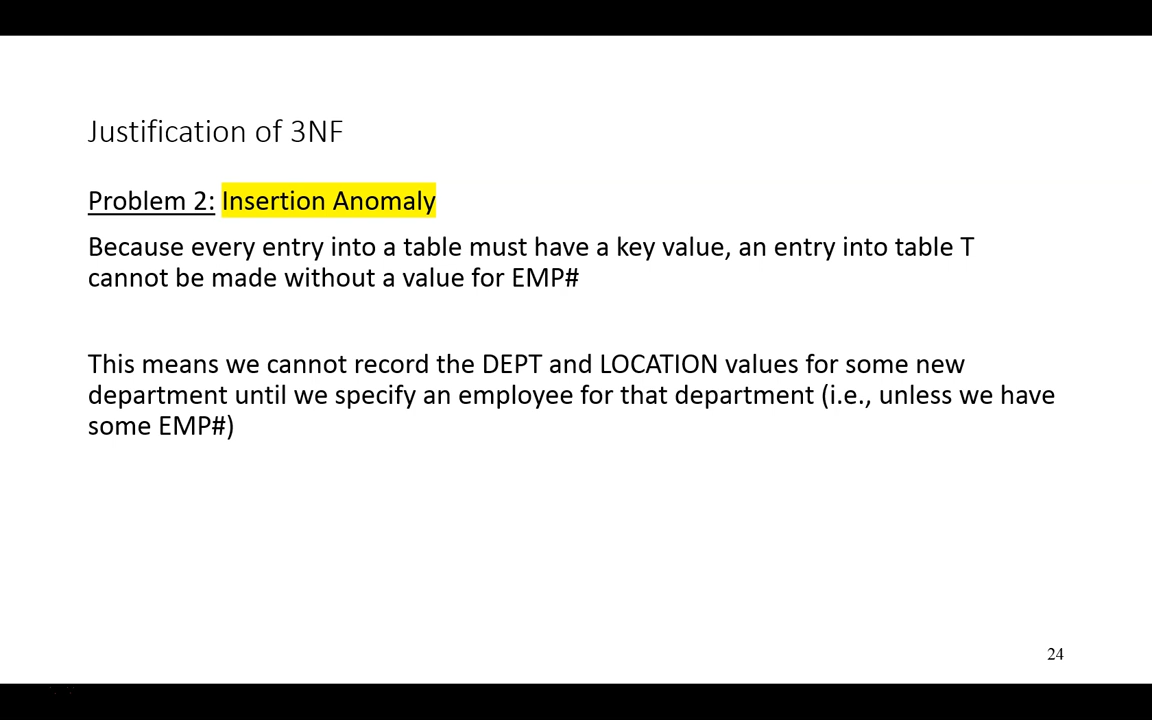 Justification of 3NF
Problem 2: Insertion Anomaly
Because every entry into a table must have a key value, an entry into table T
cannot be made without a value for EMP#
This means we cannot record the DEPT and LOCATION values for some new
department until we specify an employee for that department (i.e., unless we have
some EMP#)
24